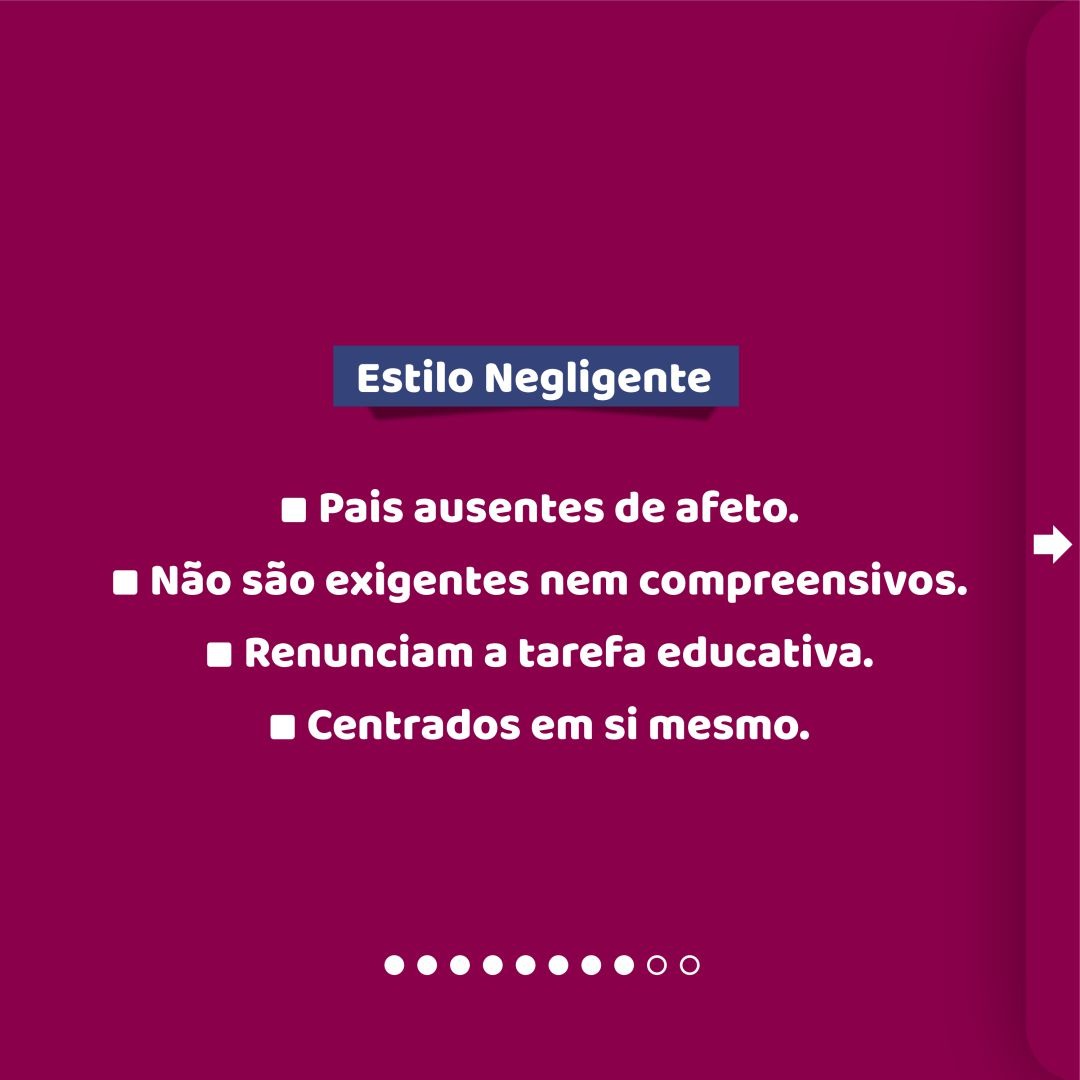 Estilo Negligente
■ Pais ausentes de afeto.
■ Não são exigentes nem compreensivos.
■ Renunciam a tarefa educativa.
■ Centrados em si mesmo.